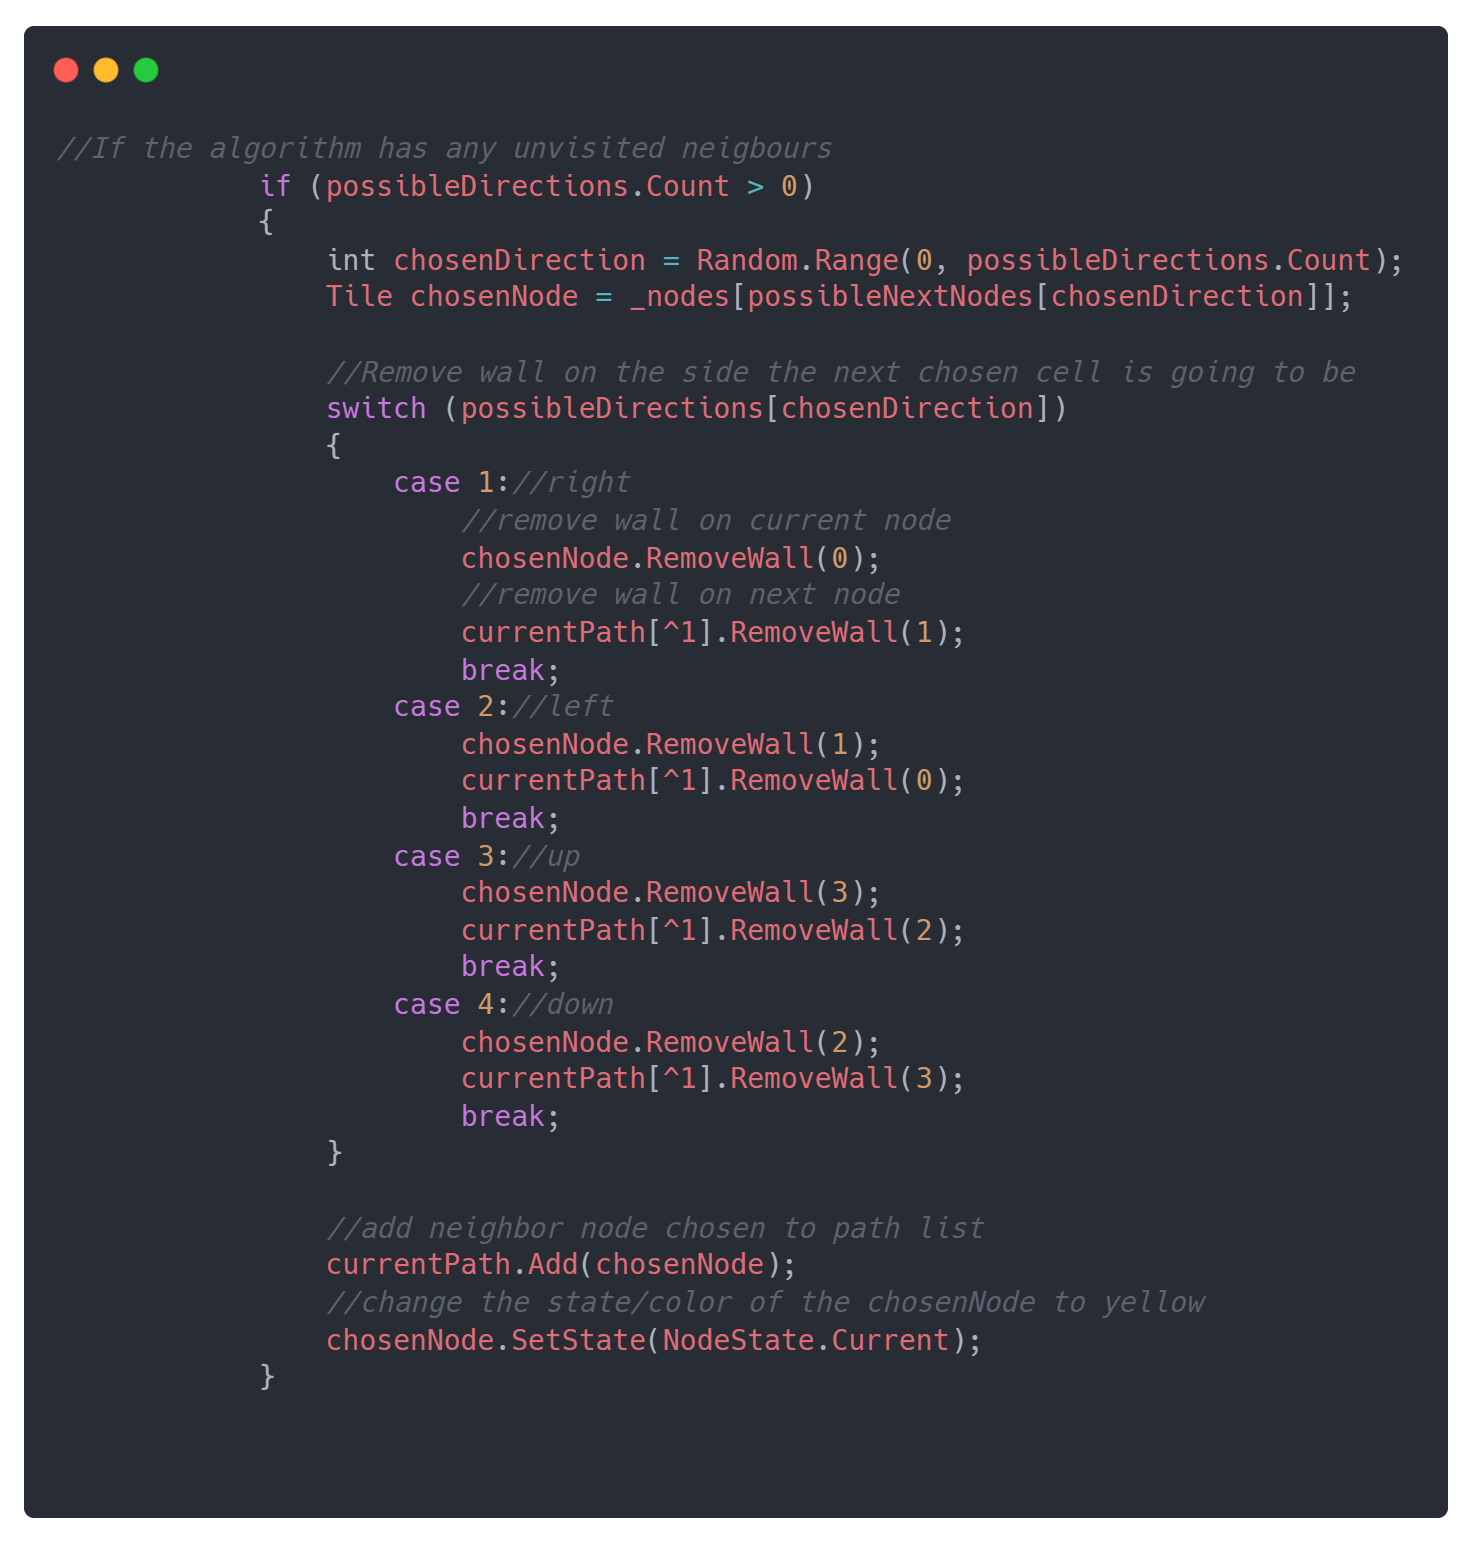 //If the algorithm has any unvisited neigbours
if (possibleDirections.Count > 0)
{
int chosenDirection = Random.Range(0, possibleDirections.Count);
Tile chosenNode = _nodes[possibleNextNodes[chosenDirection]];
//Remove wall on the side the next chosen cell is going to be
switch (possibleDirections[chosenDirection])
{
case 1://right
//remove wall on current node
chosenNode.RemoveWall(0);
//remove wall on next node
currentPath[^1].RemoveWall(1);
break;
case 2://left
chosenNode.RemoveWall(1);
currentPath[^1].RemoveWall(0);
break;
case 3://up
chosenNode.RemoveWall(3);
currentPath[^1].RemoveWall(2);
break;
case 4://down
chosenNode.RemoveWall(2);
currentPath[^1].RemoveWall(3);
break;
}
//add neighbor node chosen to path list
currentPath.Add(chosenNode);
//change the state/color of the chosenNode to yellow
chosenNode.SetState(NodeState.Current);
}